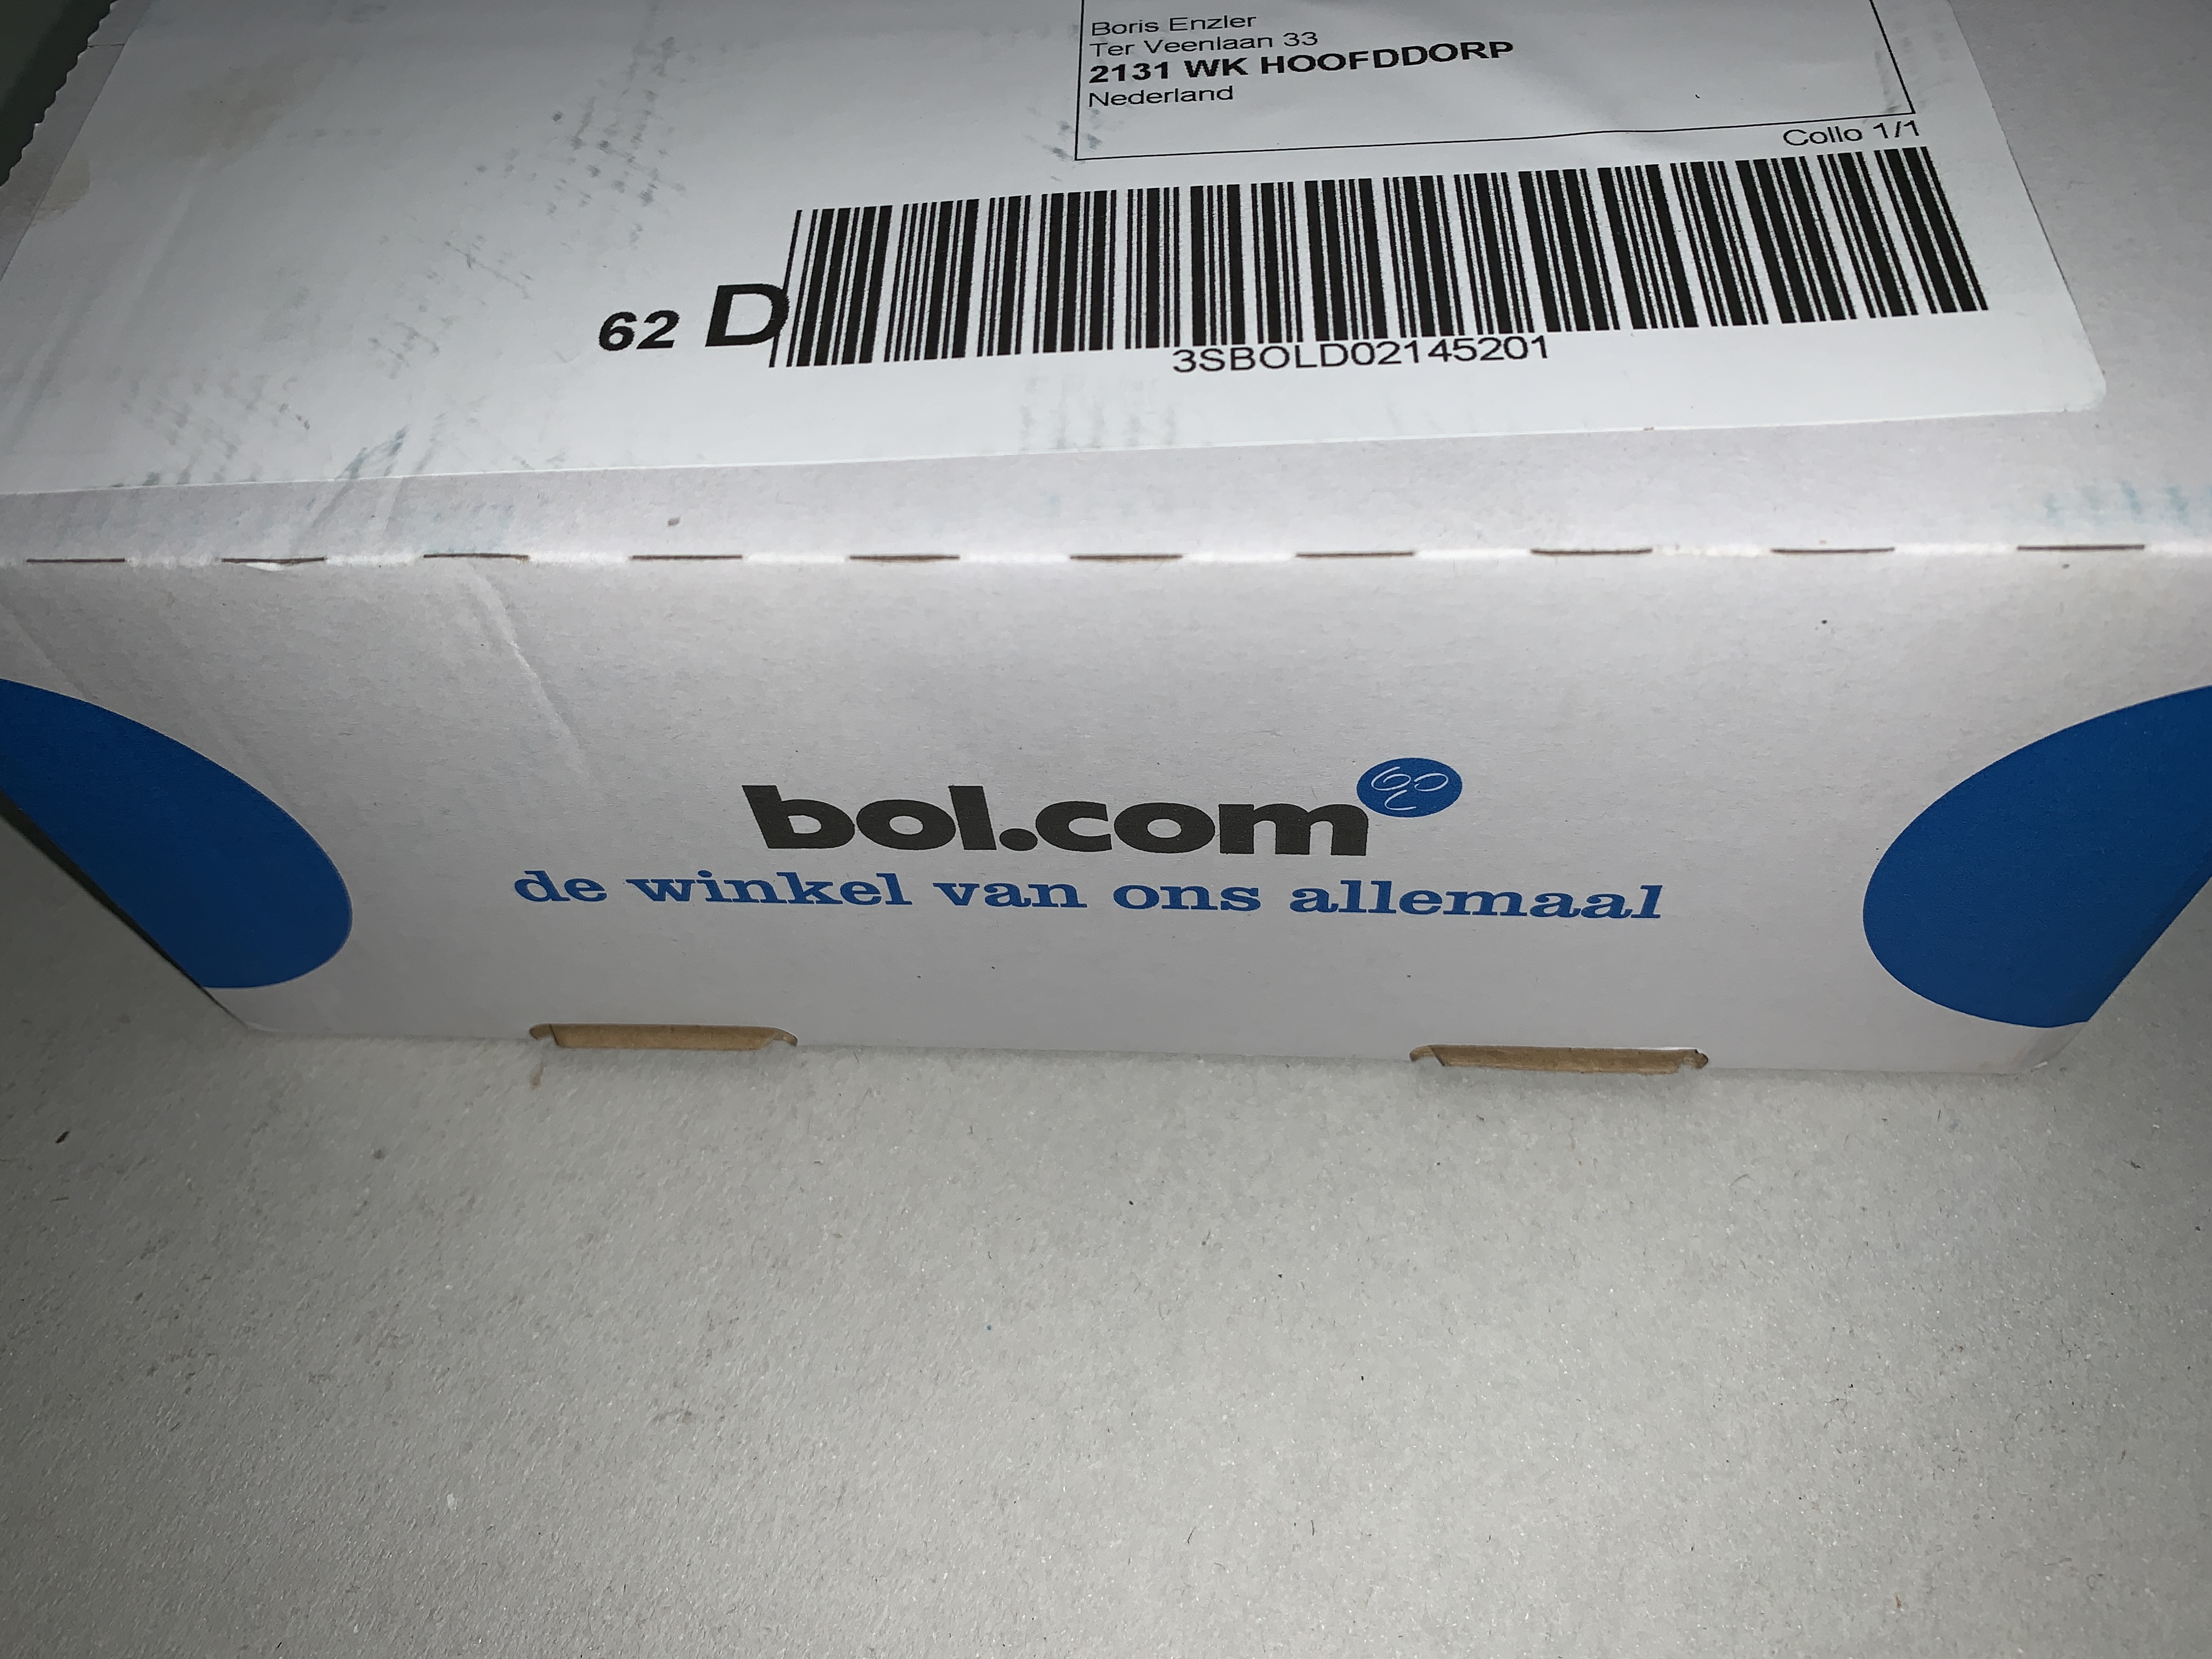 Boris Enzler
Ter Veenlaan 33
2131 WK HOOFDDORP
Nederland
Collo 1/1
62 D
3SBOLD02145201
bol.com
de winkel van ons allemaal